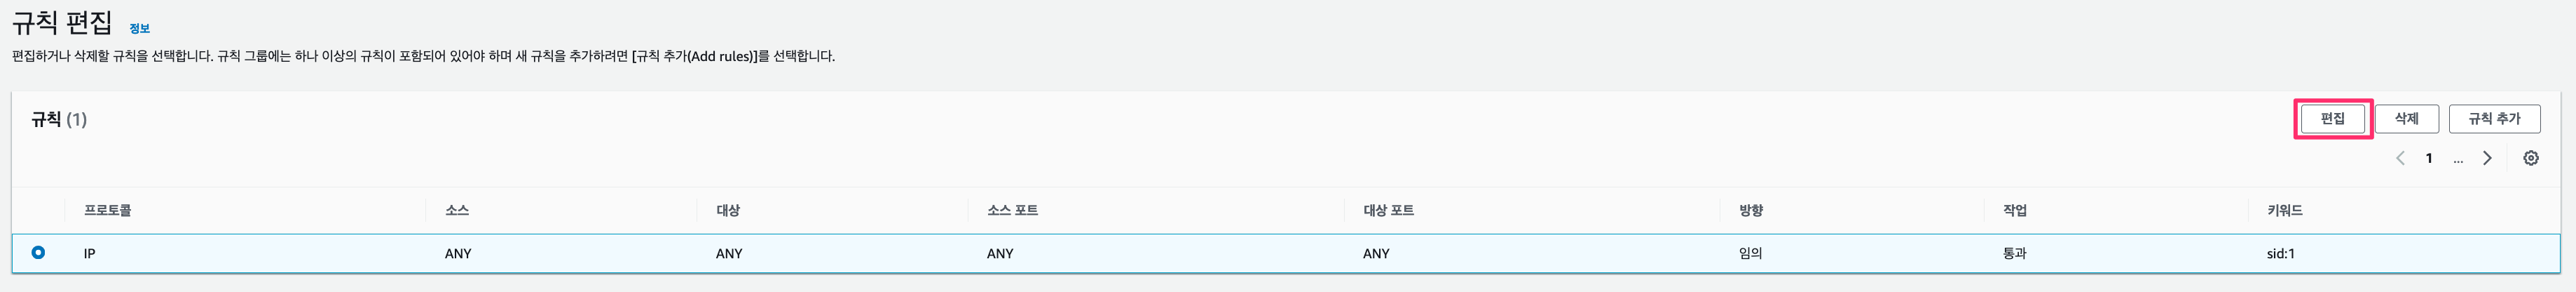 규칙 편집 정보
편집하거나 삭제할 규칙을 선택합니다. 규칙 그룹에는 하나 이상의 규칙이 포함되어 있어야 하며 새 규칙을 추가하려면 [규칙 추가(Add rules)]를 선택합니다.
규칙 (1) 편집 삭제 규칙 추가
1 ...
프로토콜 소스 대상 소스 포트 대상 포트 방향 작업 키워드
IP ANY ANY ANY ANY 임의 통과 sid:1